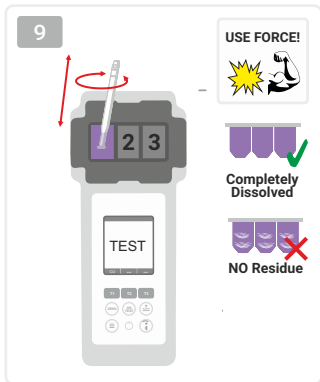 9
USE FORCE!
2 3
Completely
Dissolved
TEST
NO Residue